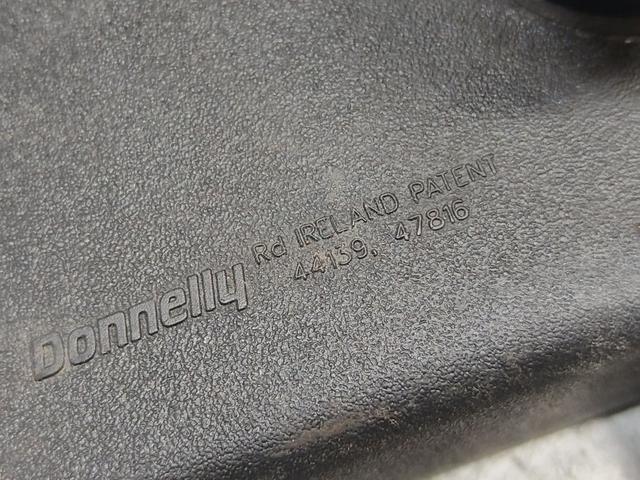 Donnelly
Rd IRELAND PATENT
44139, 47816